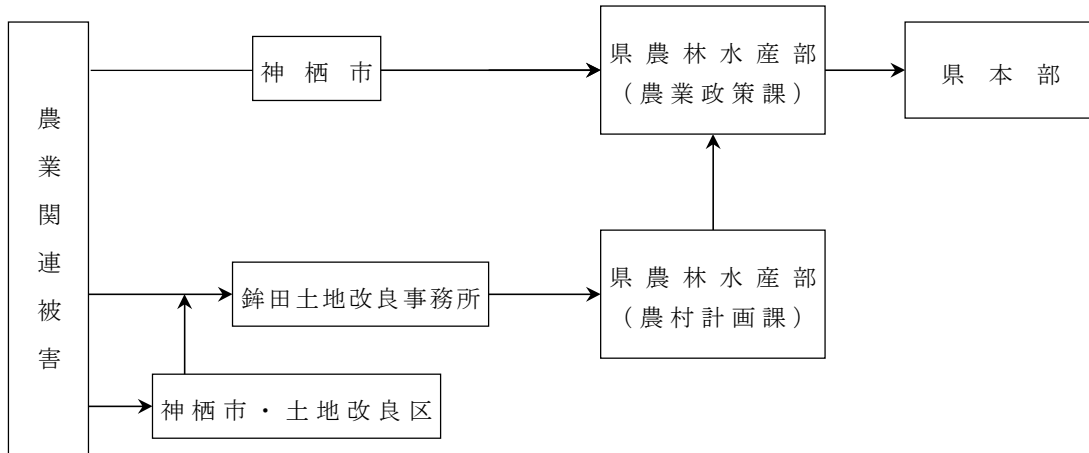 農業関連被害
神栖市
県農林水産部
（農業政策課）
県本部
鉾田土地改良事務所
県農林水産部
（農村計画課）
神栖市・土地改良区